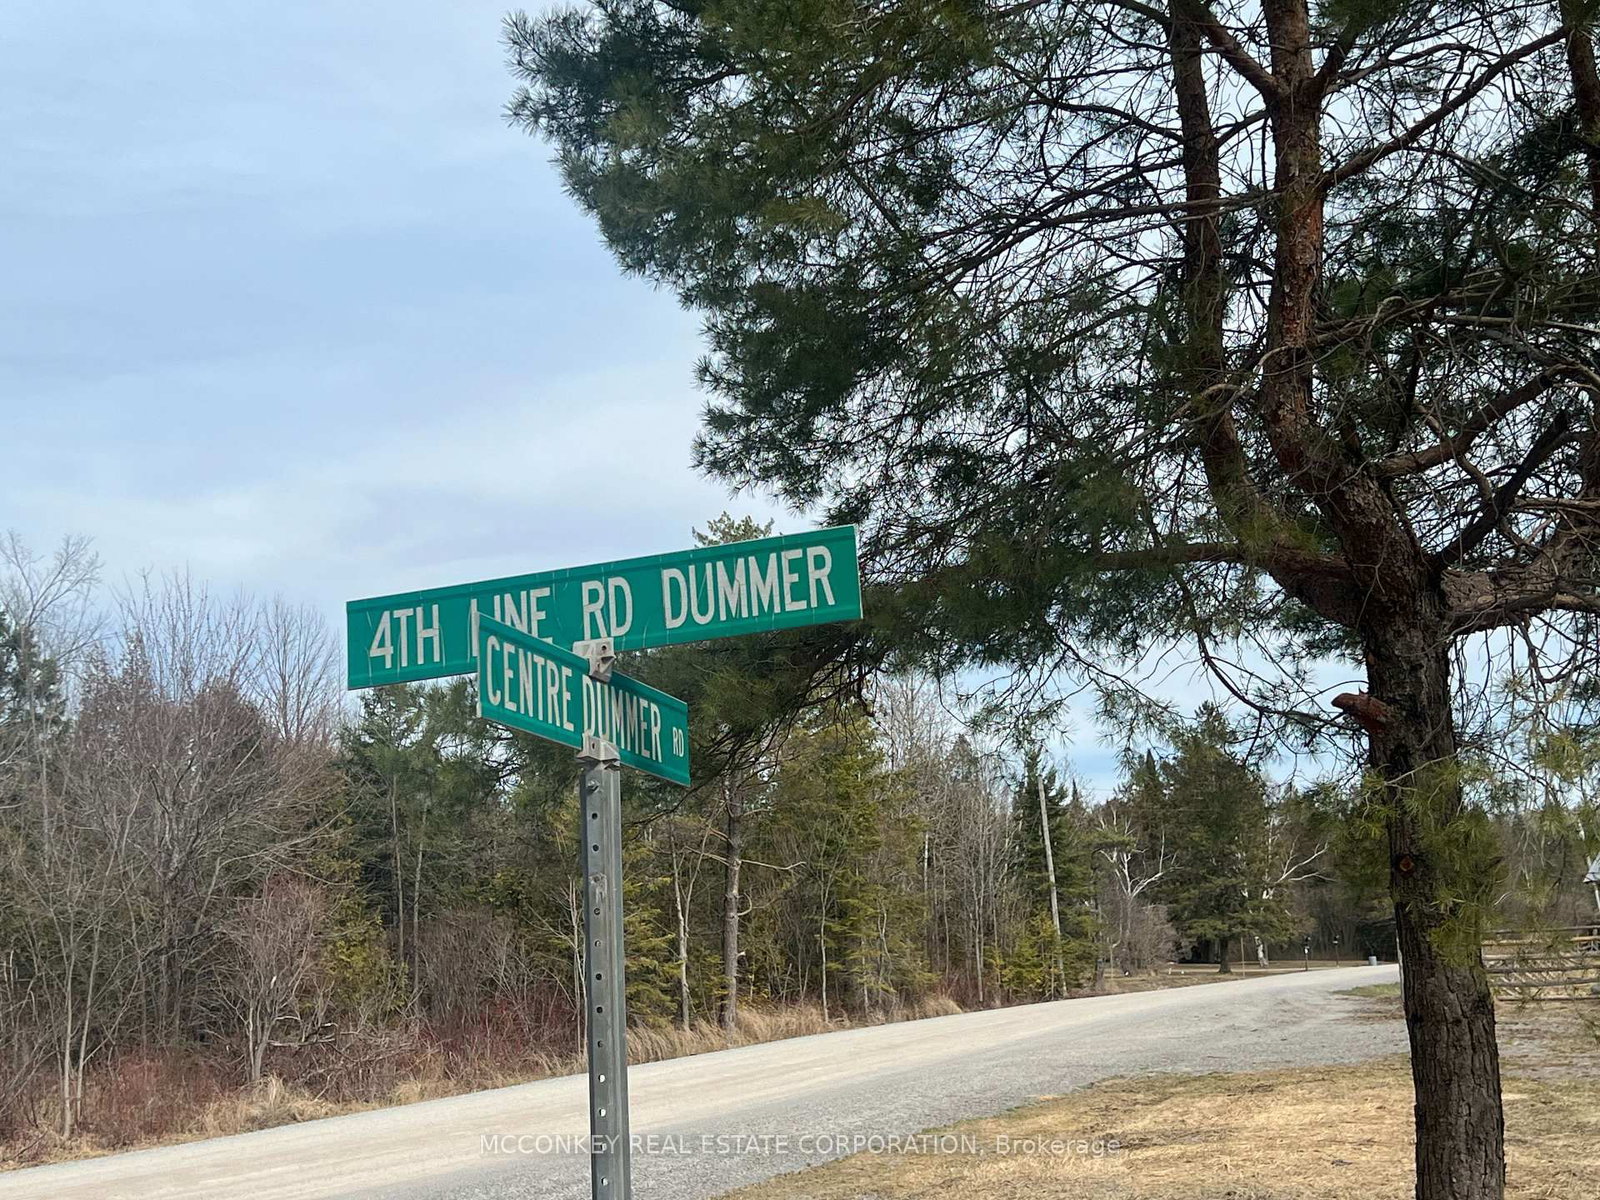 4TH LINE RD DUMMER
CENTRE DUMMER RD
MCCONKEY REAL ESTATE CORPORATION, Brokerage